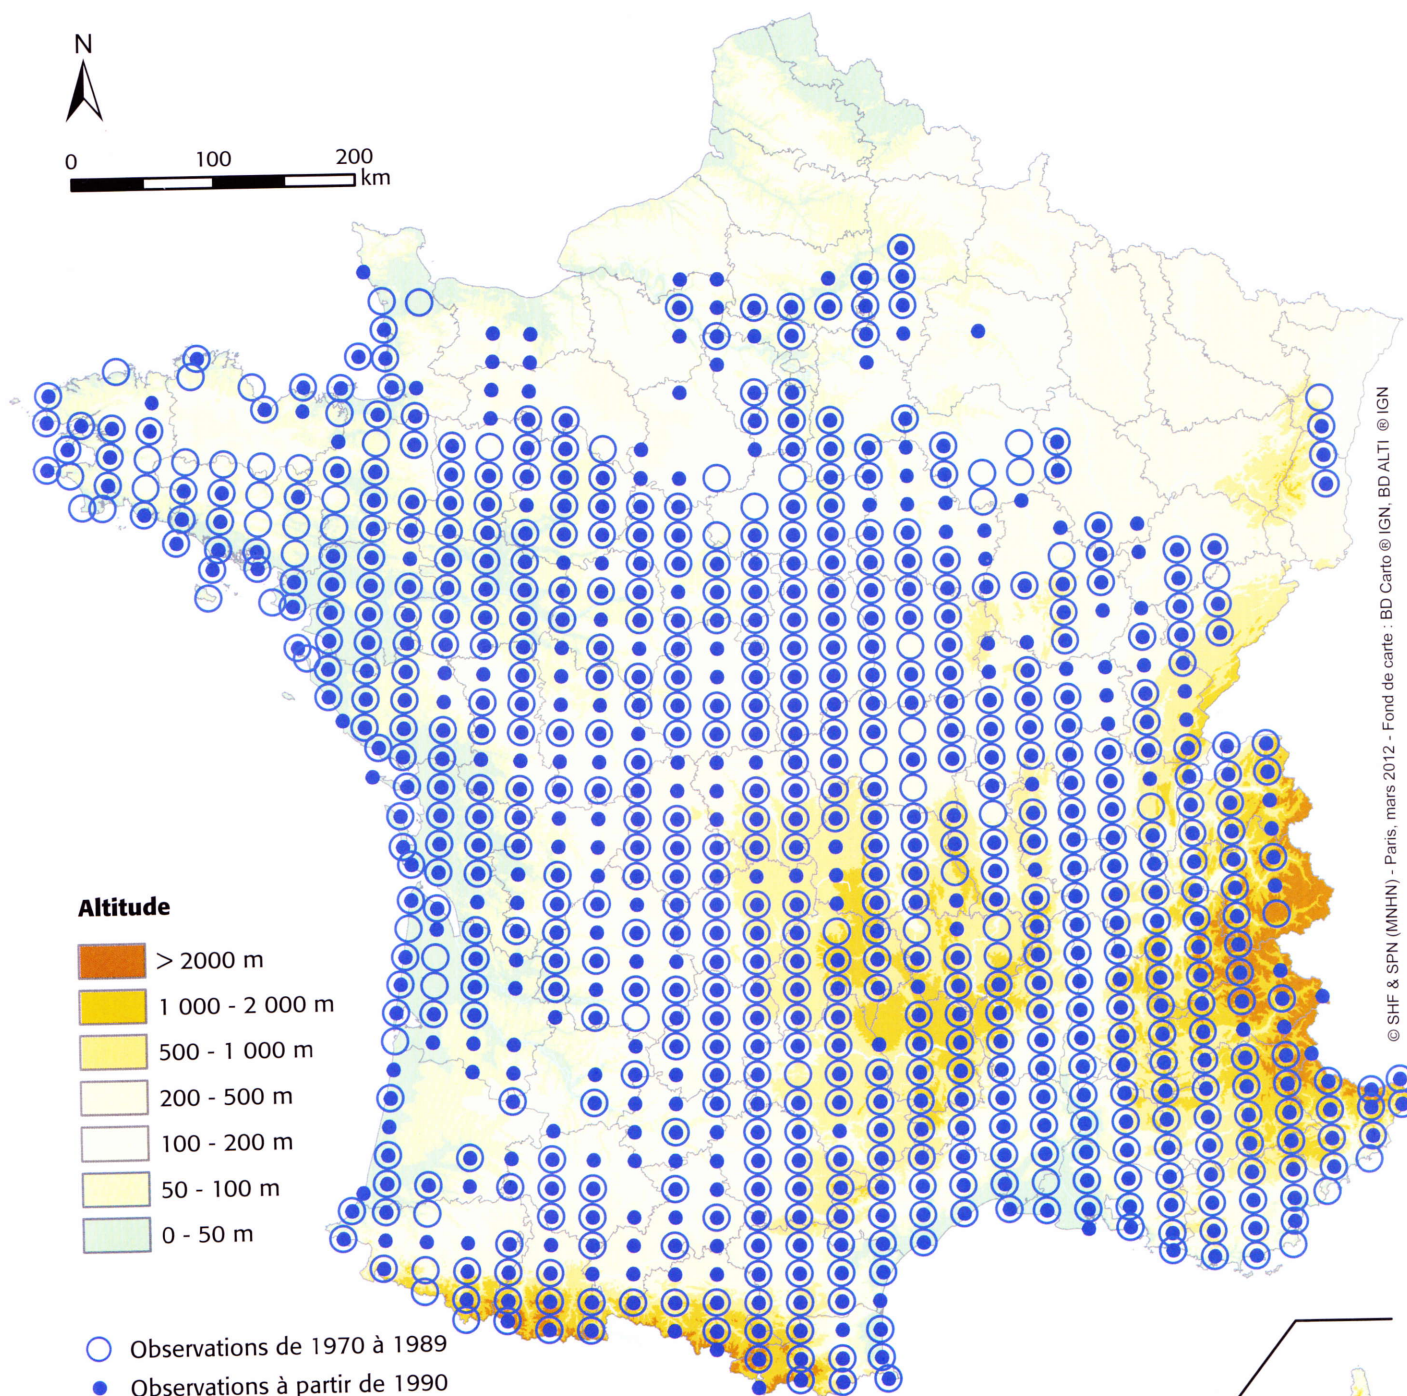 N
0 100 200
km
Altitude
> 2000 m
1 000 - 2 000 m
500 - 1 000 m
200 - 500 m
100 - 200 m
50 - 100 m
0 - 50 m
Observations de 1970 à 1989
Observations à partir de 1990
© SHF & SPN (MNHN) - Paris, mars 2012 - Fond de carte : BD Carto ® IGN, BD ALTI ® IGN